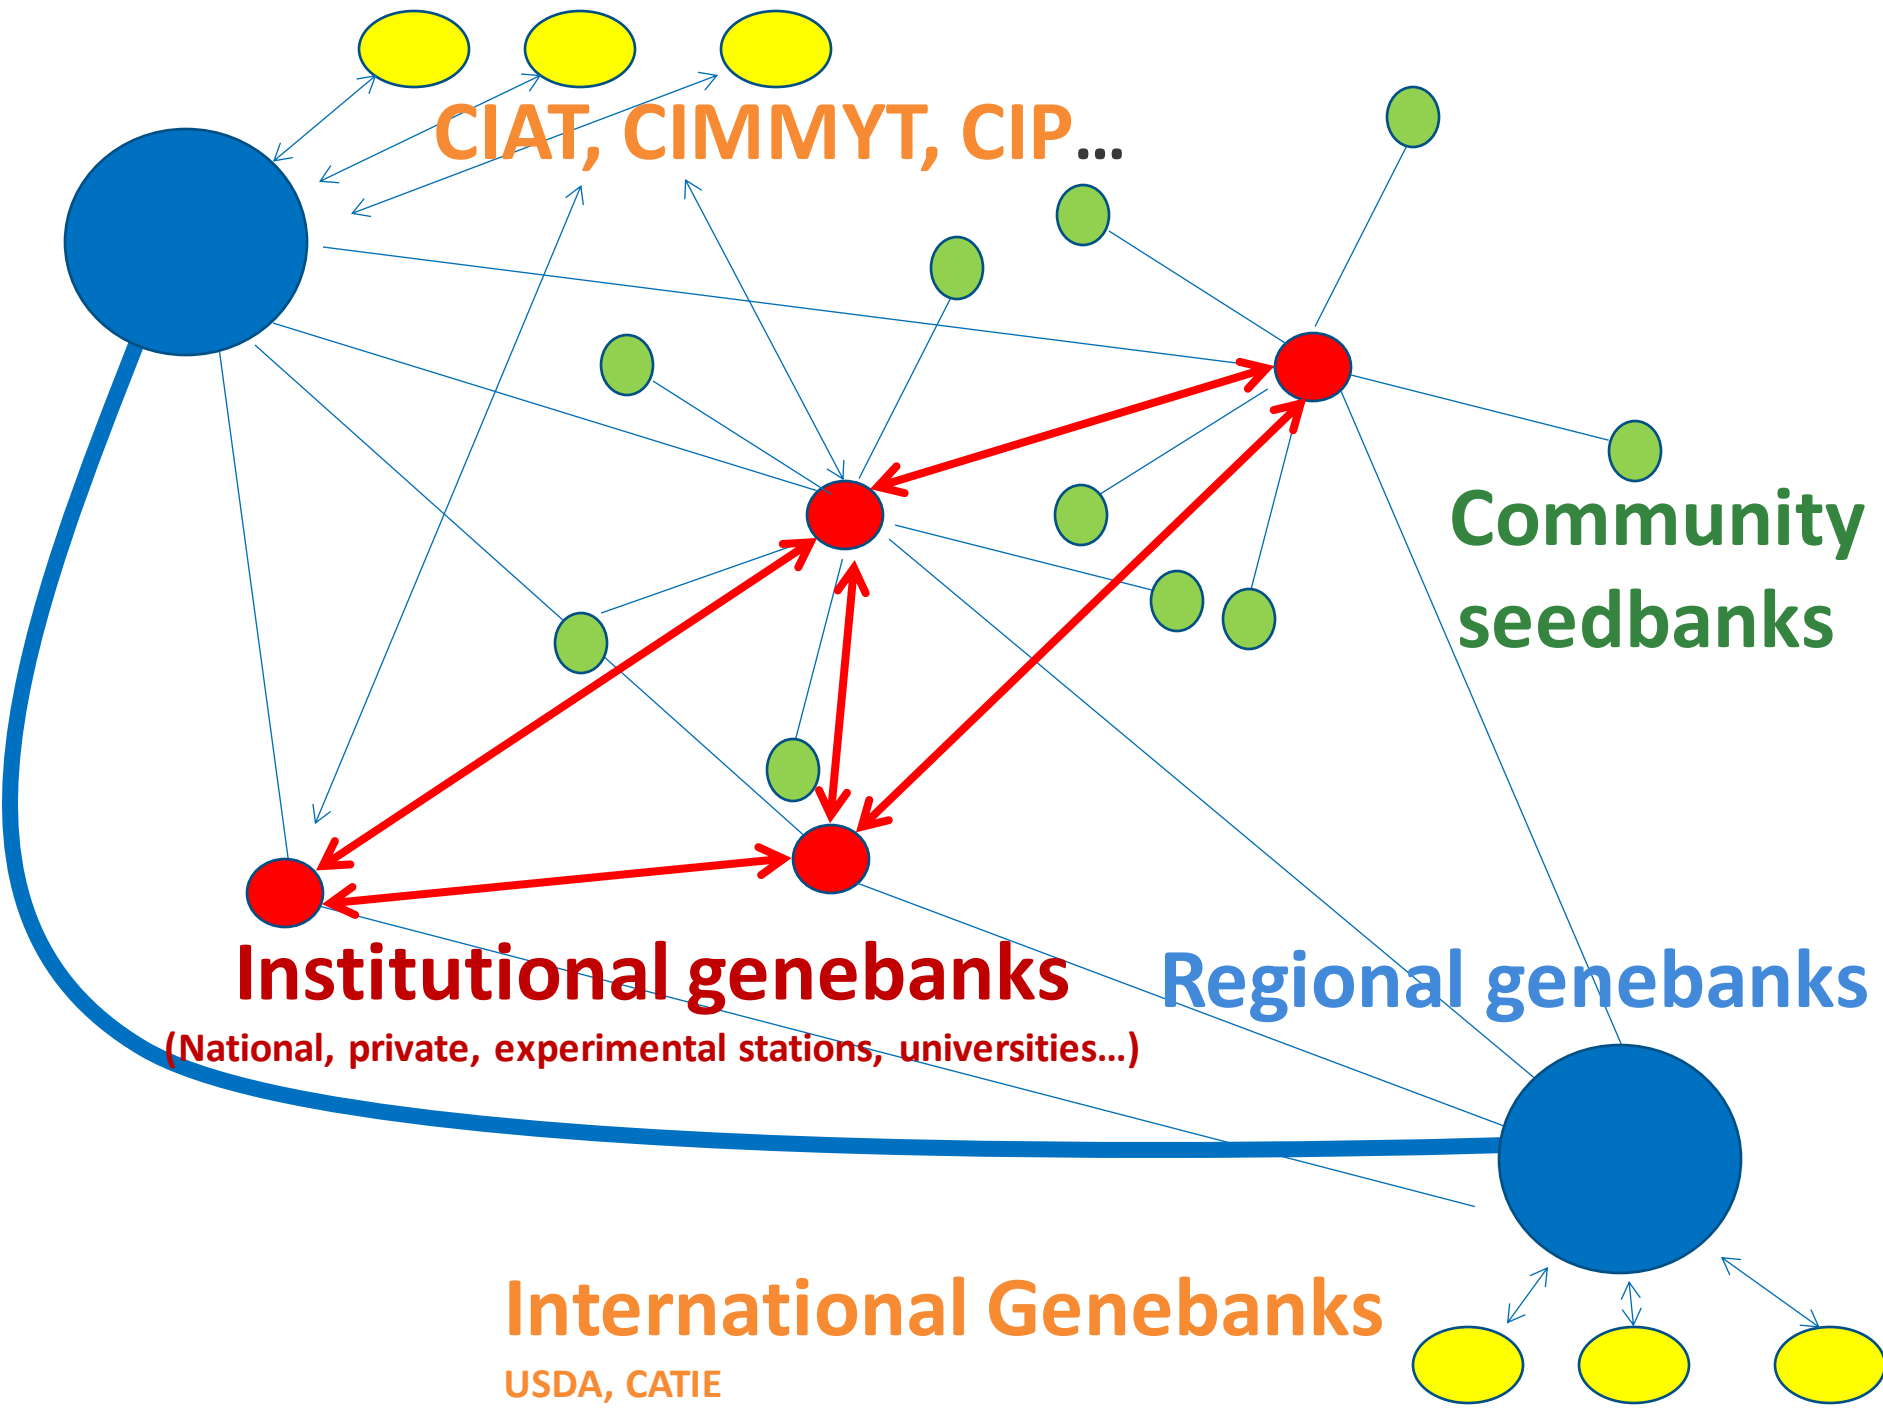 CIAT, CIMMYT, CIP...
Community
seedbanks
Institutional genebanks
(National, private, experimental stations, universities...)
Regional genebanks
International Genebanks
USDA, CATIE